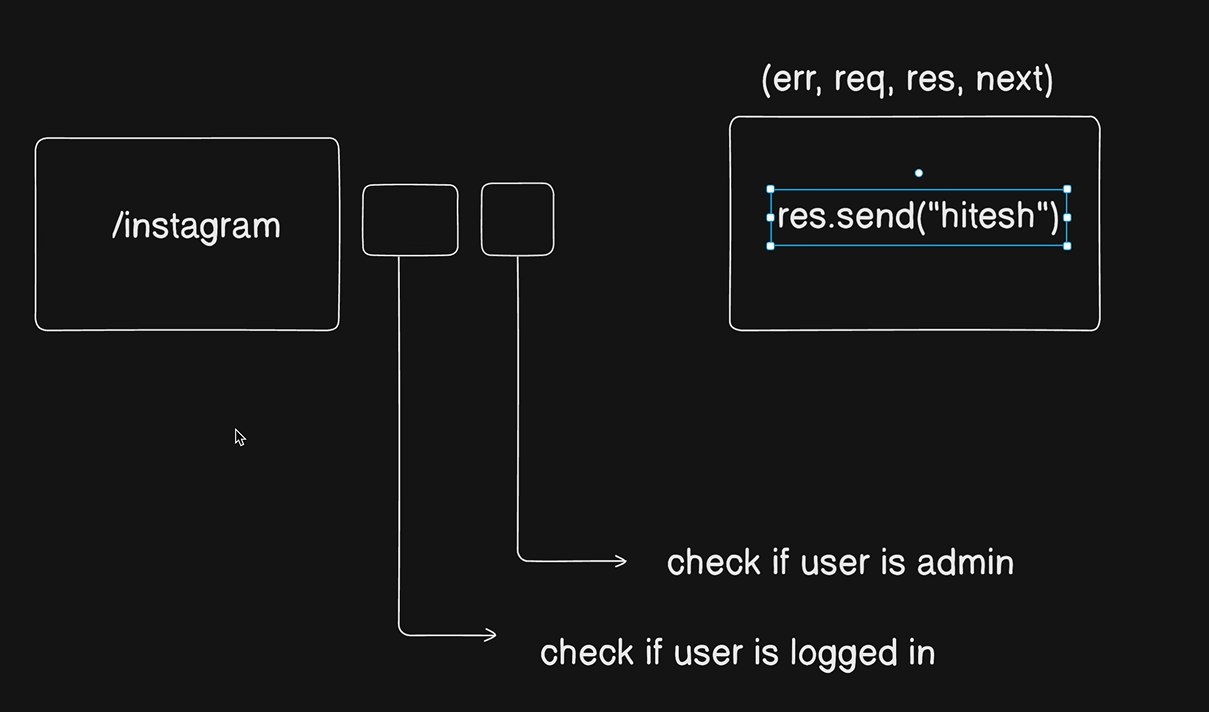 (err, req, res, next)
/instagram
res.send("hitesh")
check if user is admin
check if user is logged in